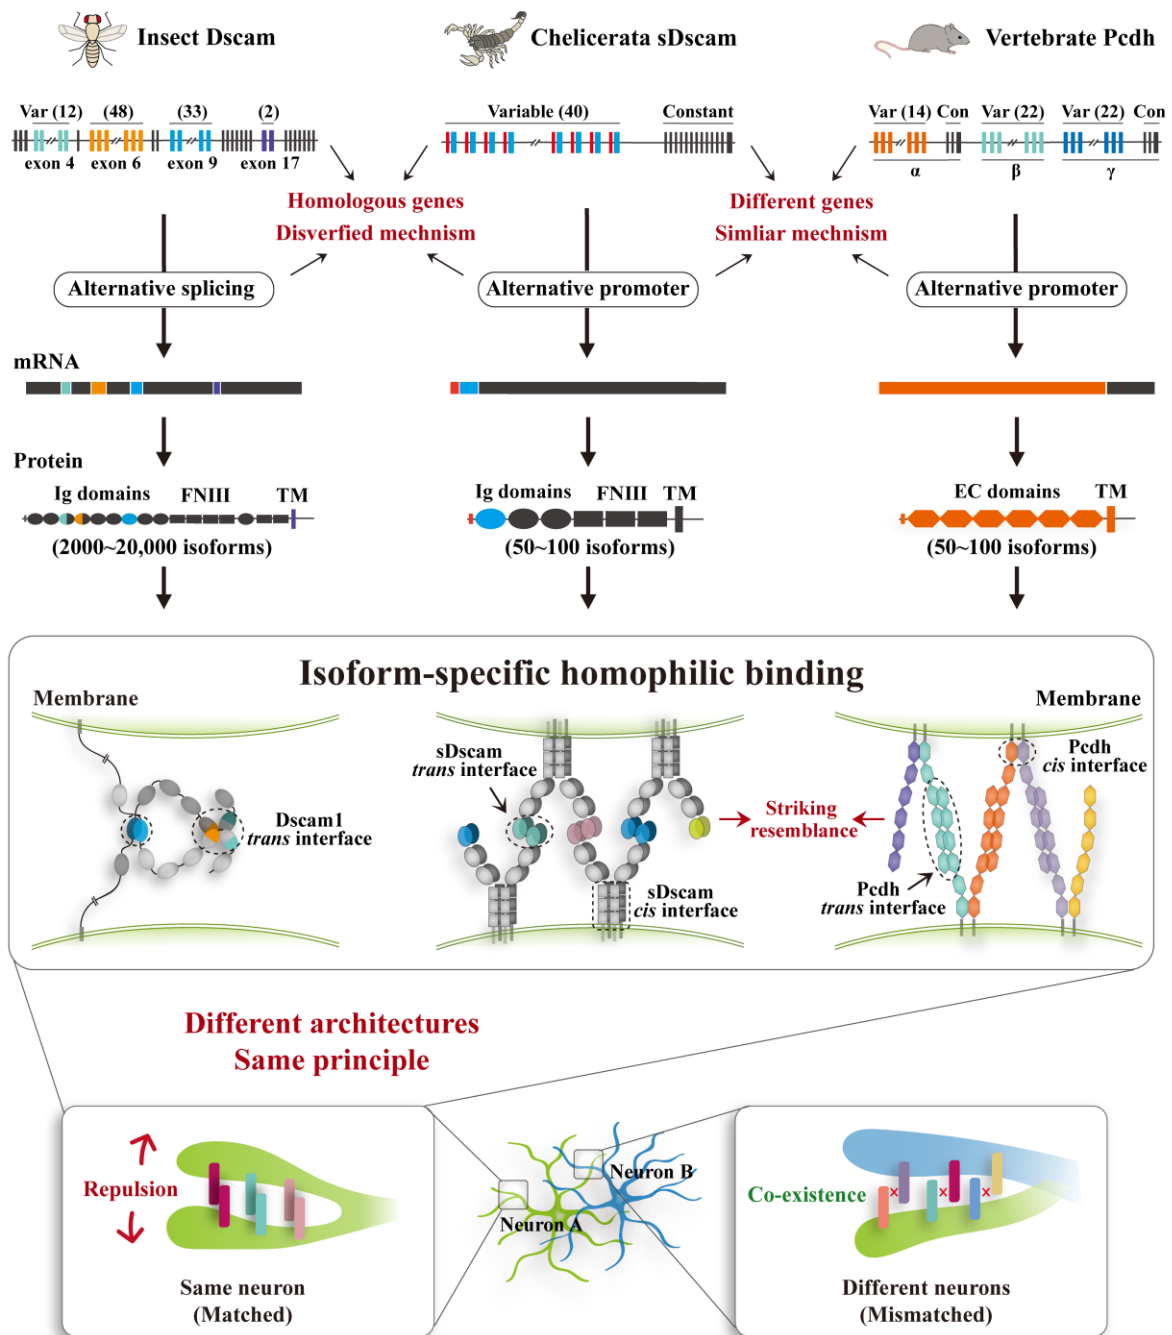 Insect Dscam
Chelicerata sDscam
Vertebrate Pcdh
Var (12) (48) (33) (2)
exon 4 exon 6 exon 9 exon 17
Variable (40) Constant
Var (14) Con Var (22) Var (22) Con
α β γ
Homologous genes
Disverfied mechnism
Different genes
Simliar mechnism
Alternative splicing
Alternative promoter
Alternative promoter
mRNA
Protein
Ig domains FNIII TM
(2000~20,000 isoforms)
Ig domains FNIII TM
(50~100 isoforms)
EC domains TM
(50~100 isoforms)
Isoform-specific homophilic binding
Membrane
Dscam1
trans interface
sDscam
trans interface
sDscam
cis interface
Striking
resemblance
Membrane
Pcdh
cis interface
Pcdh
trans interface
Different architectures
Same principle
Repulsion
Same neuron
(Matched)
Neuron B
Neuron A
Co-existence
x x x
Different neurons
(Mismatched)